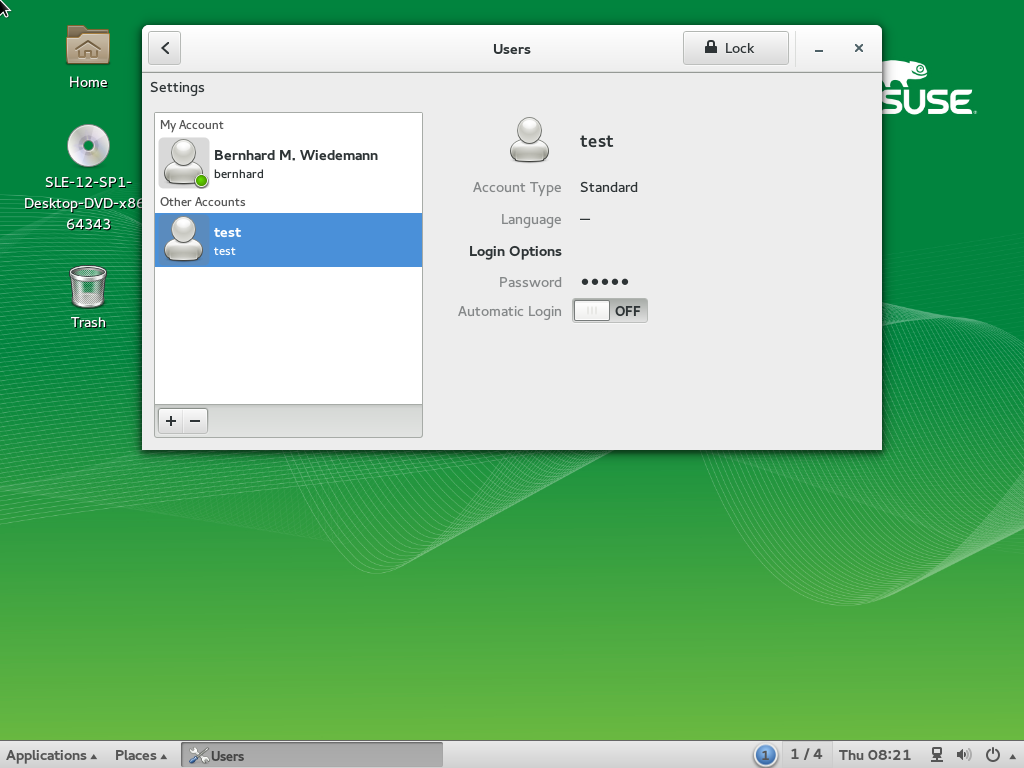 Home
SLE-12-SP1-
Desktop-DVD-x86
64343
Trash
Users
Lock
SUSE
Settings
My Account
Bernhard M. Wiedemann
bernhard
Other Accounts
test
test
+ −
test
Account Type Standard
Language —
Login Options
Password ●●●●●
Automatic Login OFF
Applications
Places
Users
1
1 / 4
Thu 08:21